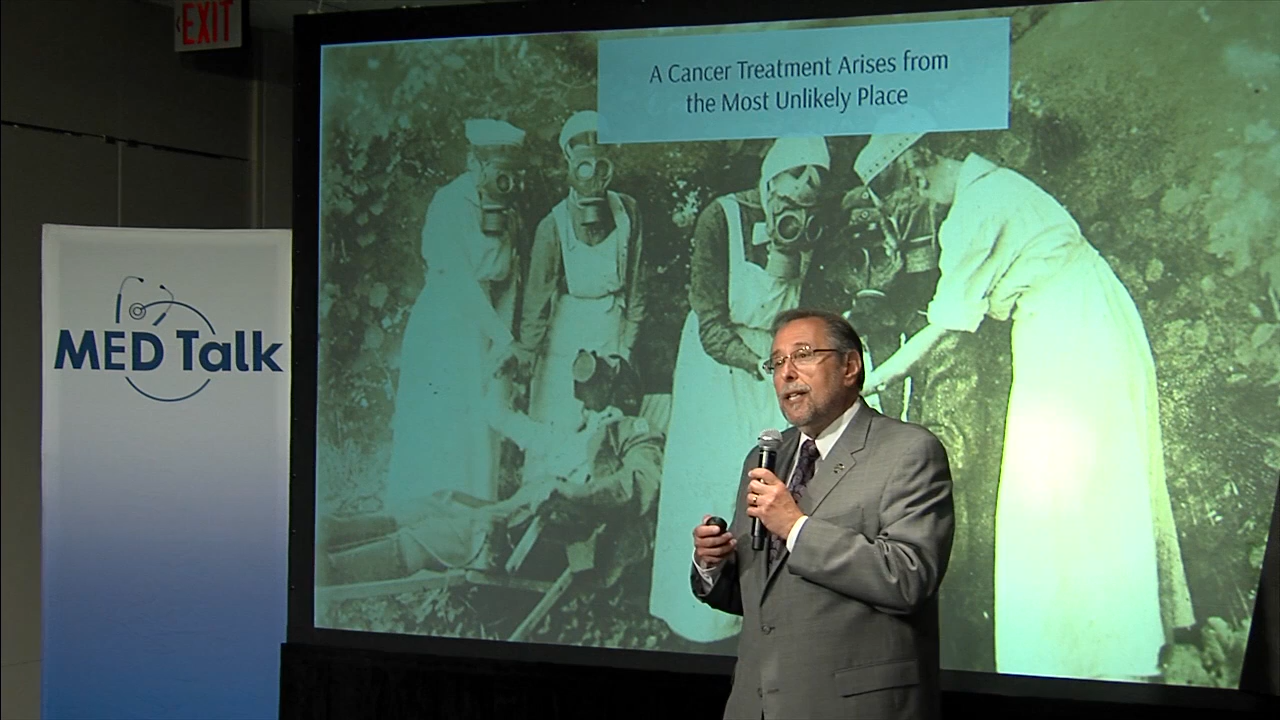 EXIT
A Cancer Treatment Arises from
the Most Unlikely Place
MED Talk